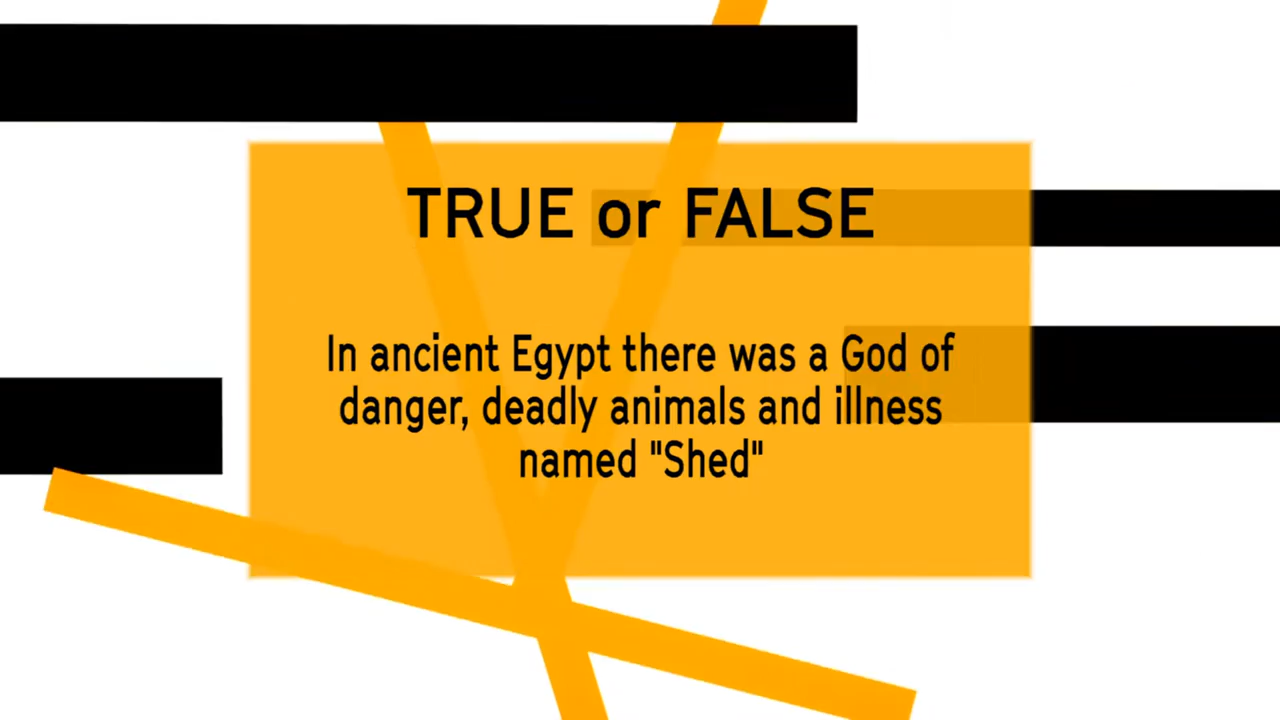 TRUE or FALSE
In ancient Egypt there was a God of
danger, deadly animals and illness
named "Shed"